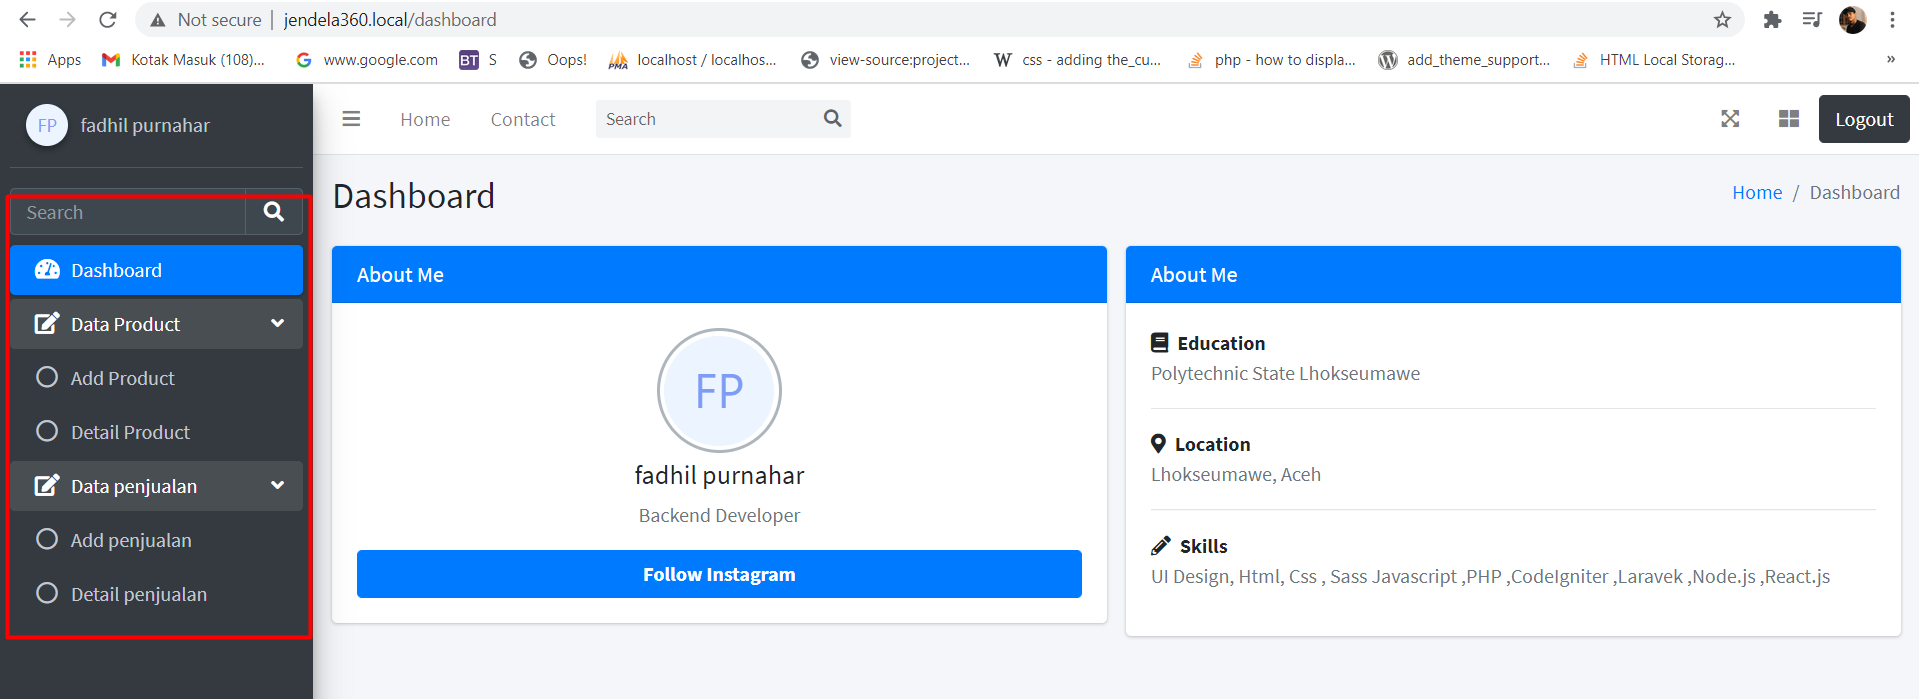 Not secure | jendela360.local/dashboard
Apps Kotak Masuk (108)... www.google.com BT S Oops! PMA localhost / localhos... view-source:project... W css - adding the_cu... php - how to displa... add_theme_support... HTML Local Storag... »
FP fadhil purnahar
Home Contact Search Logout
Search
Dashboard
Data Product
Add Product
Detail Product
Data penjualan
Add penjualan
Detail penjualan
Dashboard
Home / Dashboard
About Me
FP
fadhil purnahar
Backend Developer
Follow Instagram
About Me
Education
Polytechnic State Lhokseumawe
Location
Lhokseumawe, Aceh
Skills
UI Design, Html, Css , Sass Javascript ,PHP ,CodeIgniter ,Laravek ,Node.js ,React.js